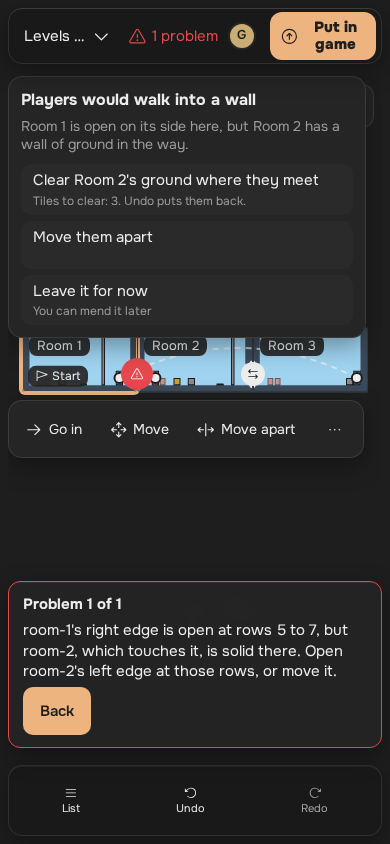 Levels ...
1 problem
G
Put in
game
Players would walk into a wall
Room 1 is open on its side here, but Room 2 has a
wall of ground in the way.
Clear Room 2's ground where they meet
Tiles to clear: 3. Undo puts them back.
Move them apart
Leave it for now
You can mend it later
Room 1
Room 2
Room 3
Start
Go in
Move
Move apart
...
Problem 1 of 1
room-1's right edge is open at rows 5 to 7, but
room-2, which touches it, is solid there. Open
room-2's left edge at those rows, or move it.
Back
List
Undo
Redo